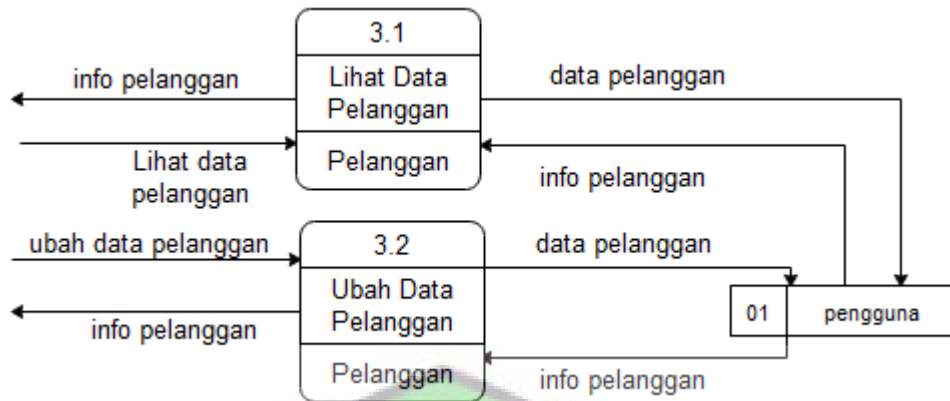 3.1
info pelanggan
Lihat Data
Pelanggan
data pelanggan
Lihat data
pelanggan
Pelanggan
info pelanggan
ubah data pelanggan
3.2
data pelanggan
info pelanggan
Ubah Data
Pelanggan
01
pengguna
Pelanggan
info pelanggan